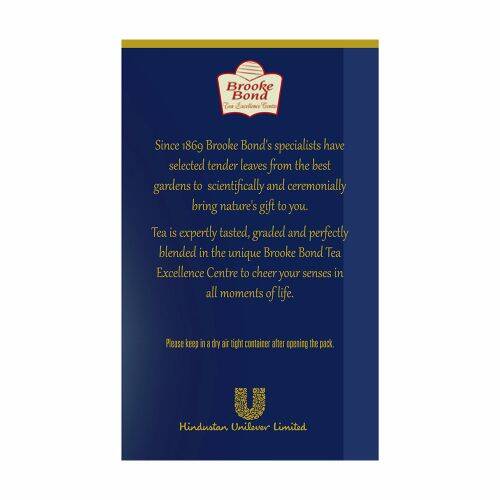 Brooke
Bond
Tea Excellence Centre
Since 1869 Brooke Bond's specialists have
selected tender leaves from the best
gardens to scientifically and ceremonially
bring nature's gift to you.
Tea is expertly tasted, graded and perfectly
blended in the unique Brooke Bond Tea
Excellence Centre to cheer your senses in
all moments of life.
Please keep in a dry air tight container after opening the pack.
Hindustan Unilever Limited